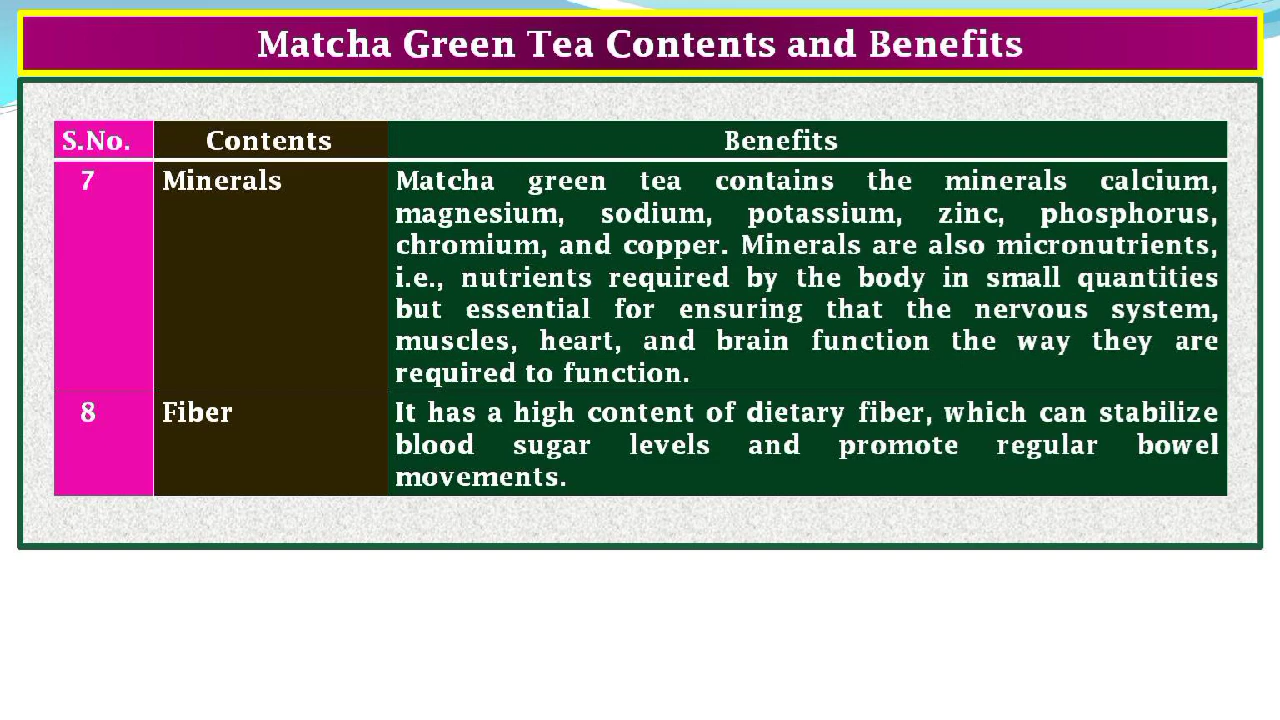 Matcha Green Tea Contents and Benefits
S.No. Contents Benefits
7 Minerals Matcha green tea contains the minerals calcium,
magnesium, sodium, potassium, zinc, phosphorus,
chromium, and copper. Minerals are also micronutrients,
i.e., nutrients required by the body in small quantities
but essential for ensuring that the nervous system,
muscles, heart, and brain function the way they are
required to function.
8 Fiber It has a high content of dietary fiber, which can stabilize
blood sugar levels and promote regular bowel
movements.